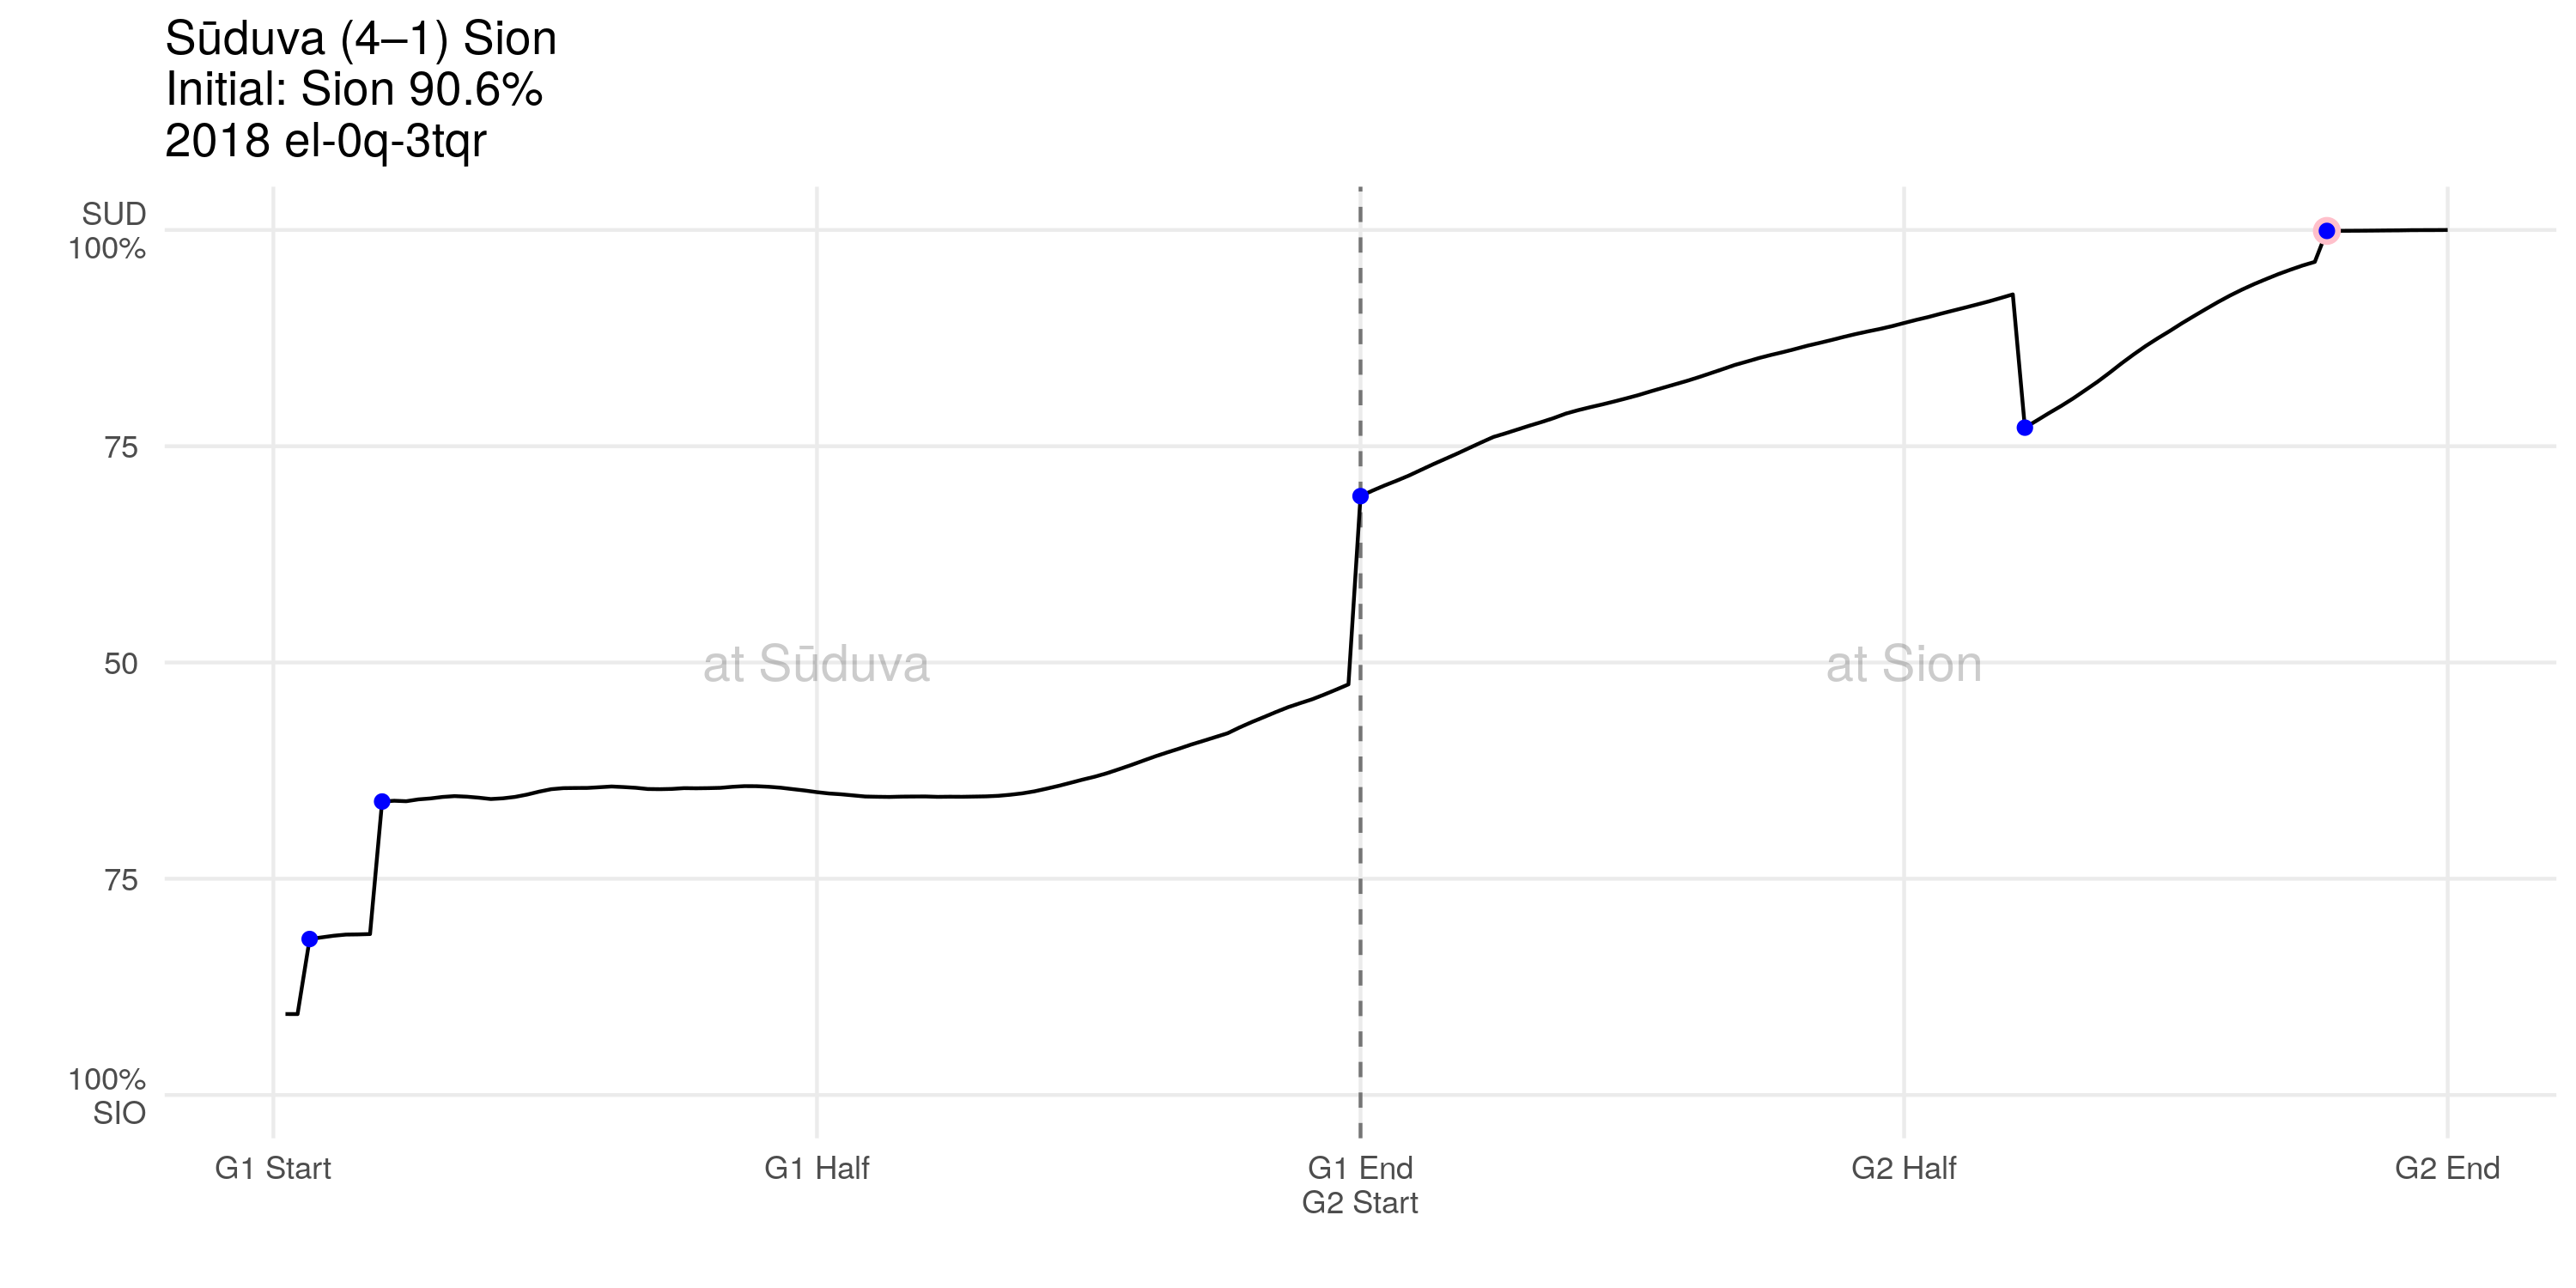 Sūduva (4–1) Sion
Initial: Sion 90.6%
2018 el-0q-3tqr
SUD
100%
75
50
75
100%
SIO
at Sūduva
at Sion
G1 Start
G1 Half
G1 End
G2 Start
G2 Half
G2 End